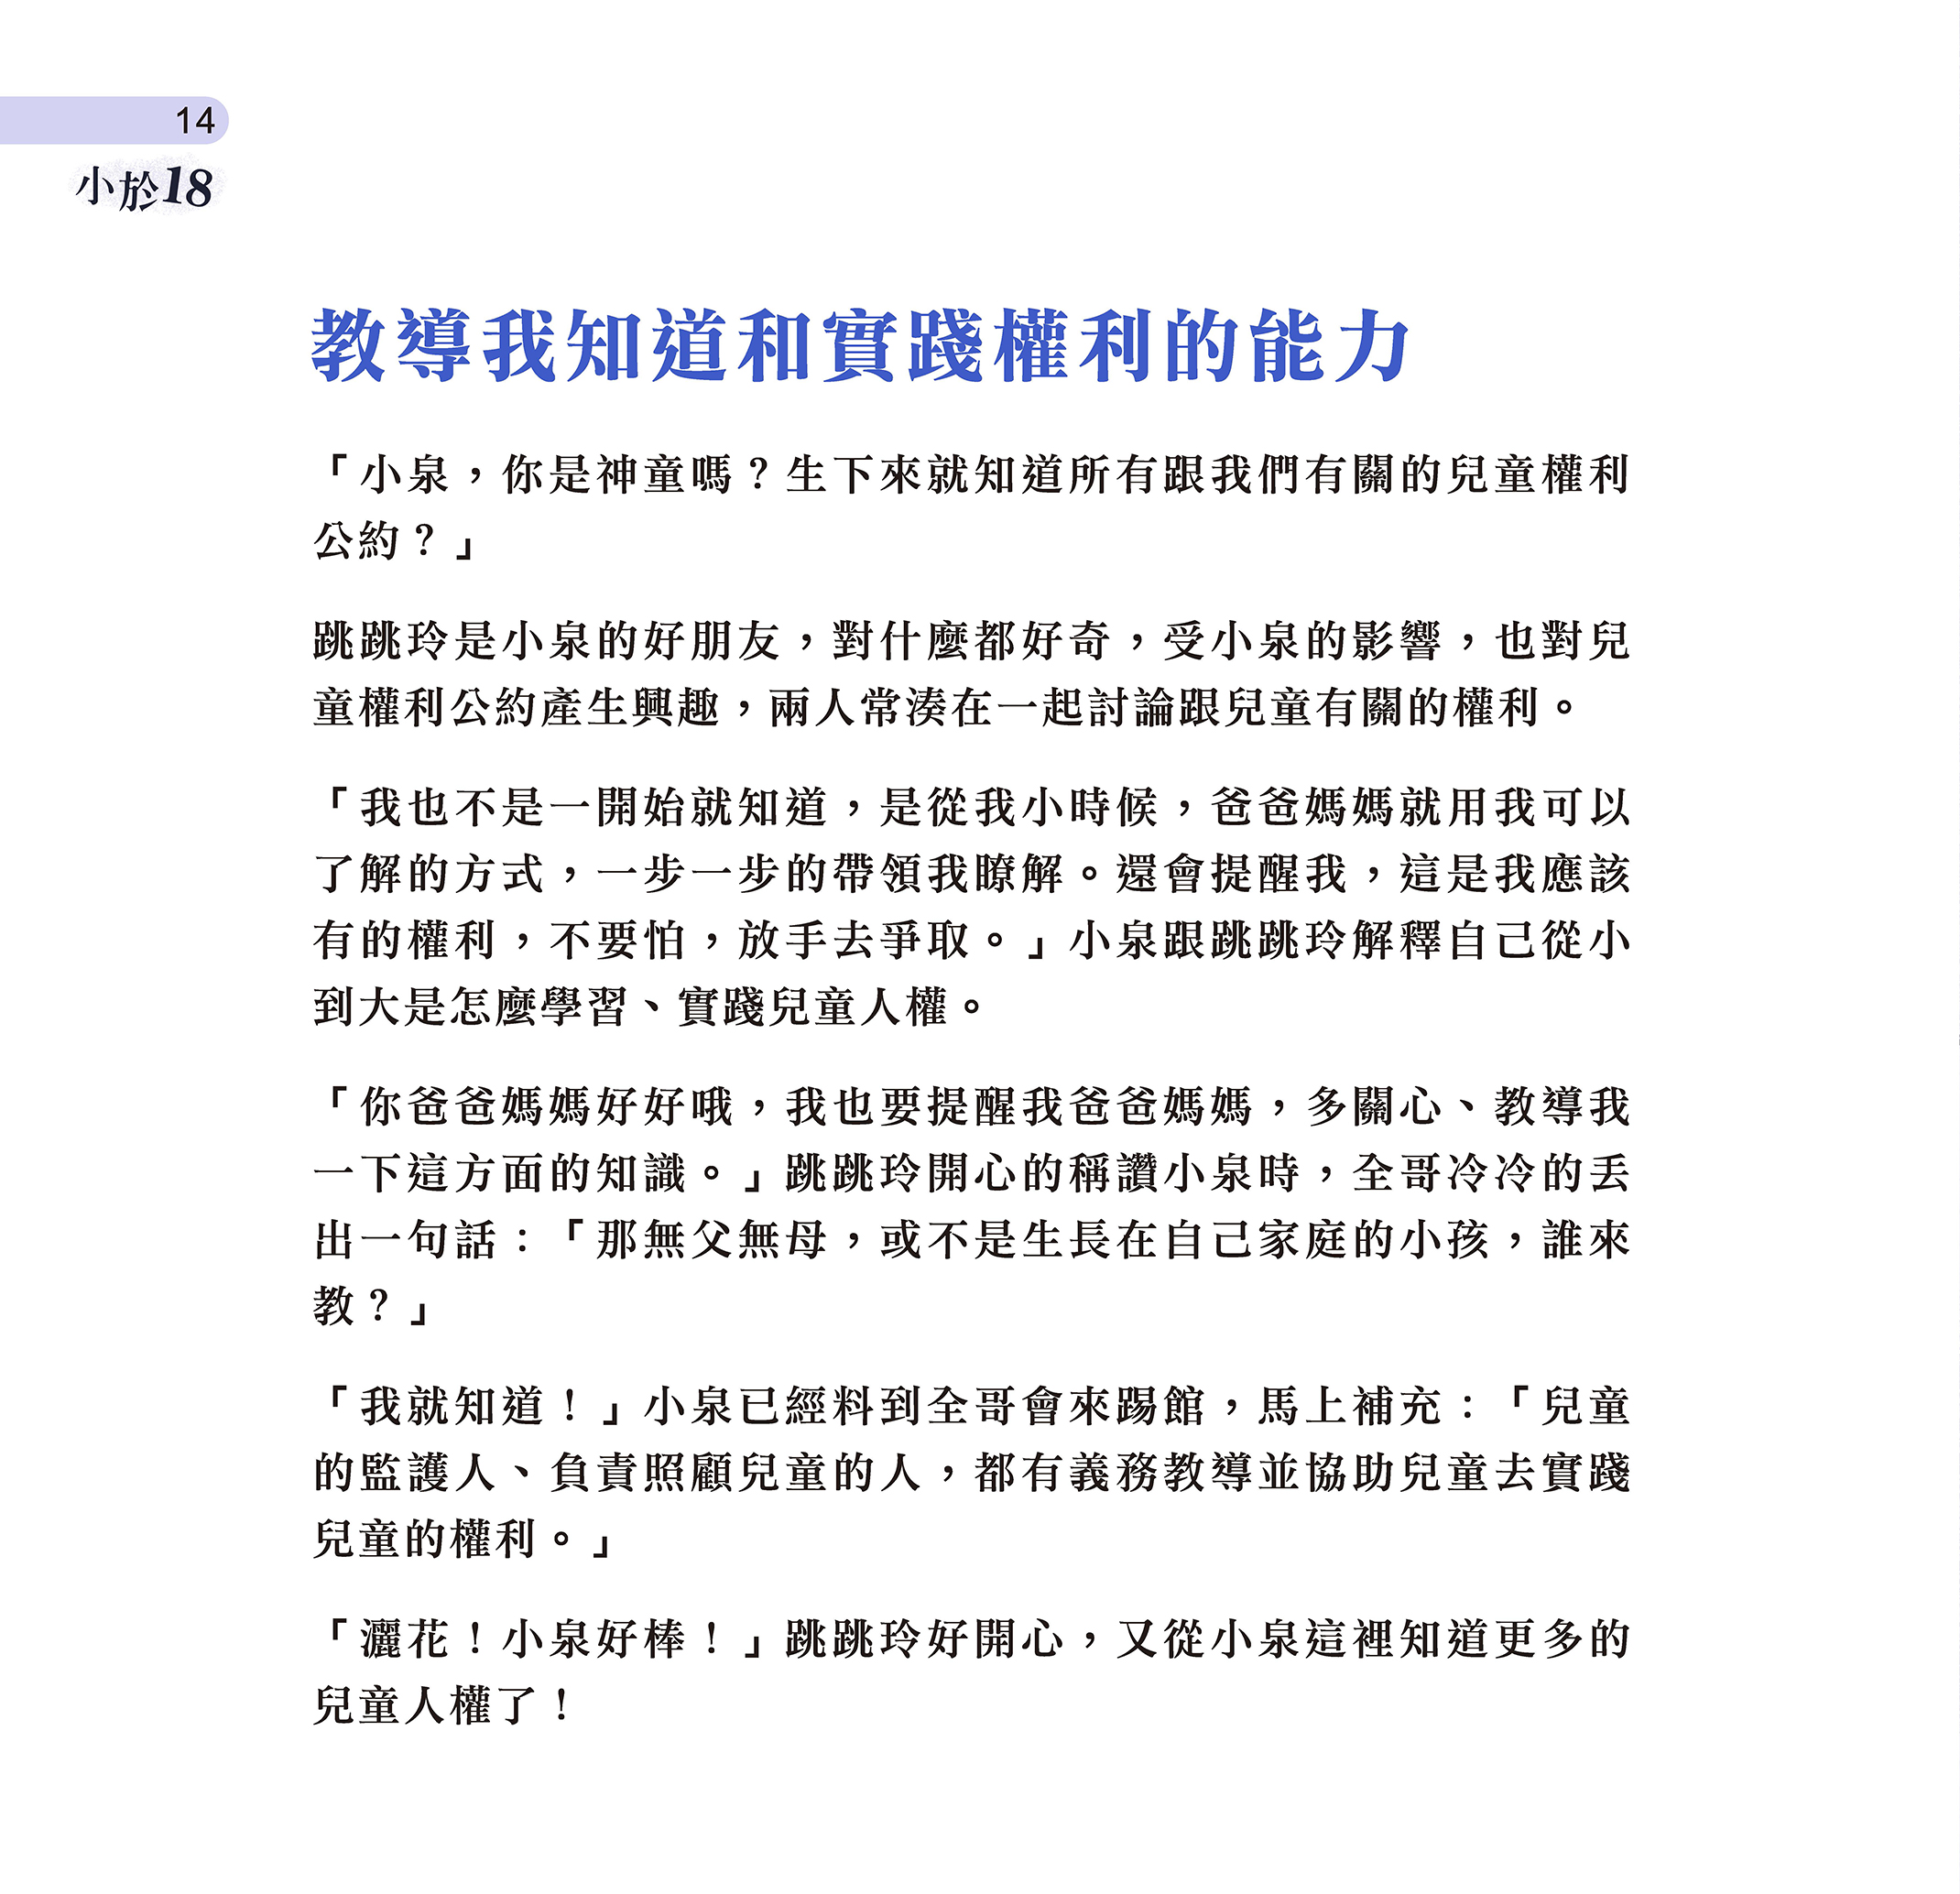 14
小於18
教導我知道和實踐權利的能力
「小泉，你是神童嗎？生下來就知道所有跟我們有關的兒童權利
公約？」
跳跳玲是小泉的好朋友，對什麼都好奇，受小泉的影響，也對兒
童權利公約產生興趣，兩人常湊在一起討論跟兒童有關的權利。
「我也不是一開始就知道，是從我小時候，爸爸媽媽就用我可以
了解的方式，一步一步的帶領我瞭解。還會提醒我，這是我應該
有的權利，不要怕，放手去爭取。」小泉跟跳跳玲解釋自己從小
到大是怎麼學習、實踐兒童人權。
「你爸爸媽媽好好哦，我也要提醒我爸爸媽媽，多關心、教導我
一下這方面的知識。」跳跳玲開心的稱讚小泉時，全哥冷冷的丟
出一句話：「那無父無母，或不是生長在自己家庭的小孩，誰來
教？」
「我就知道！」小泉已經料到全哥會來踢館，馬上補充：「兒童
的監護人、負責照顧兒童的人，都有義務教導並協助兒童去實踐
兒童的權利。」
「灑花！小泉好棒！」跳跳玲好開心，又從小泉這裡知道更多的
兒童人權了！